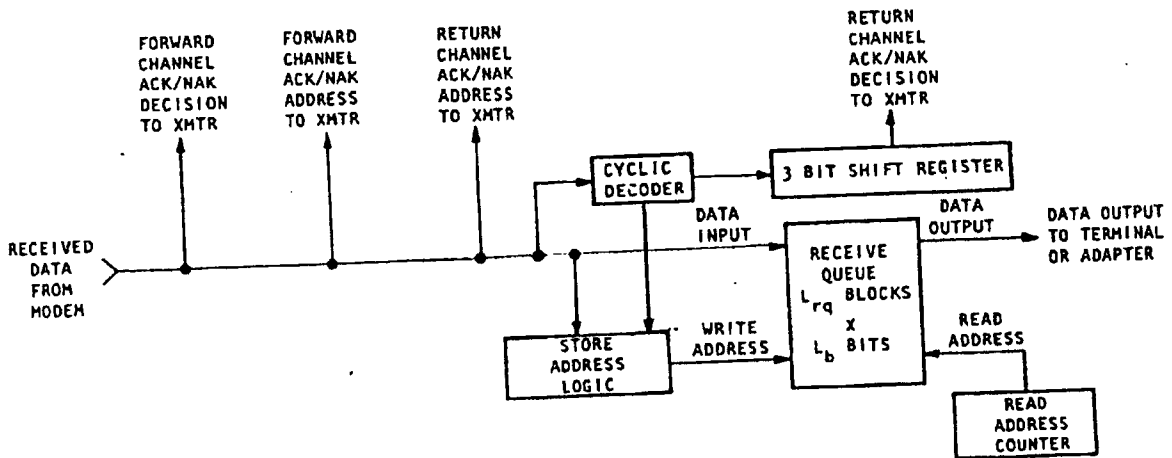 FORWARD
CHANNEL
ACK/NAK
DECISION
TO XMTR
FORWARD
CHANNEL
ACK/NAK
ADDRESS
TO XMTR
RETURN
CHANNEL
ACK/NAK
ADDRESS
TO XMTR
RETURN
CHANNEL
ACK/NAK
DECISION
TO XMTR
CYCLIC
DECODER
3 BIT SHIFT REGISTER
RECEIVED
DATA
FROM
MODEM
DATA
INPUT
DATA
OUTPUT
DATA OUTPUT
TO TERMINAL
OR ADAPTER
RECEIVE
QUEUE
Lrq BLOCKS
X
Lb BITS
STORE
ADDRESS
LOGIC
WRITE
ADDRESS
READ
ADDRESS
READ
ADDRESS
COUNTER